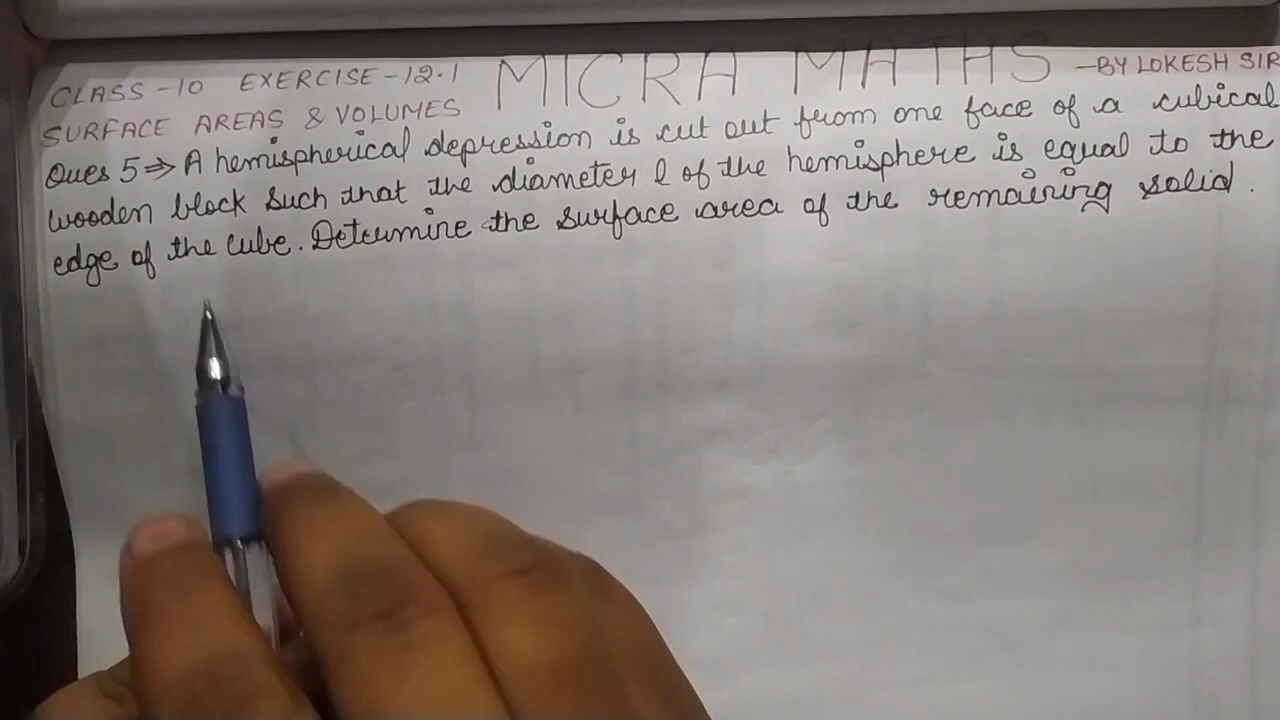 CLASS-10 EXERCISE-12.1 MICRA MATHS -BY LOKESH SIR
SURFACE AREAS & VOLUMES
Ques 5⇒ A hemispherical depression is cut out from one face of a cubical
wooden block such that the diameter l of the hemisphere is equal to the
edge of the cube. Determine the surface area of the remaining solid.